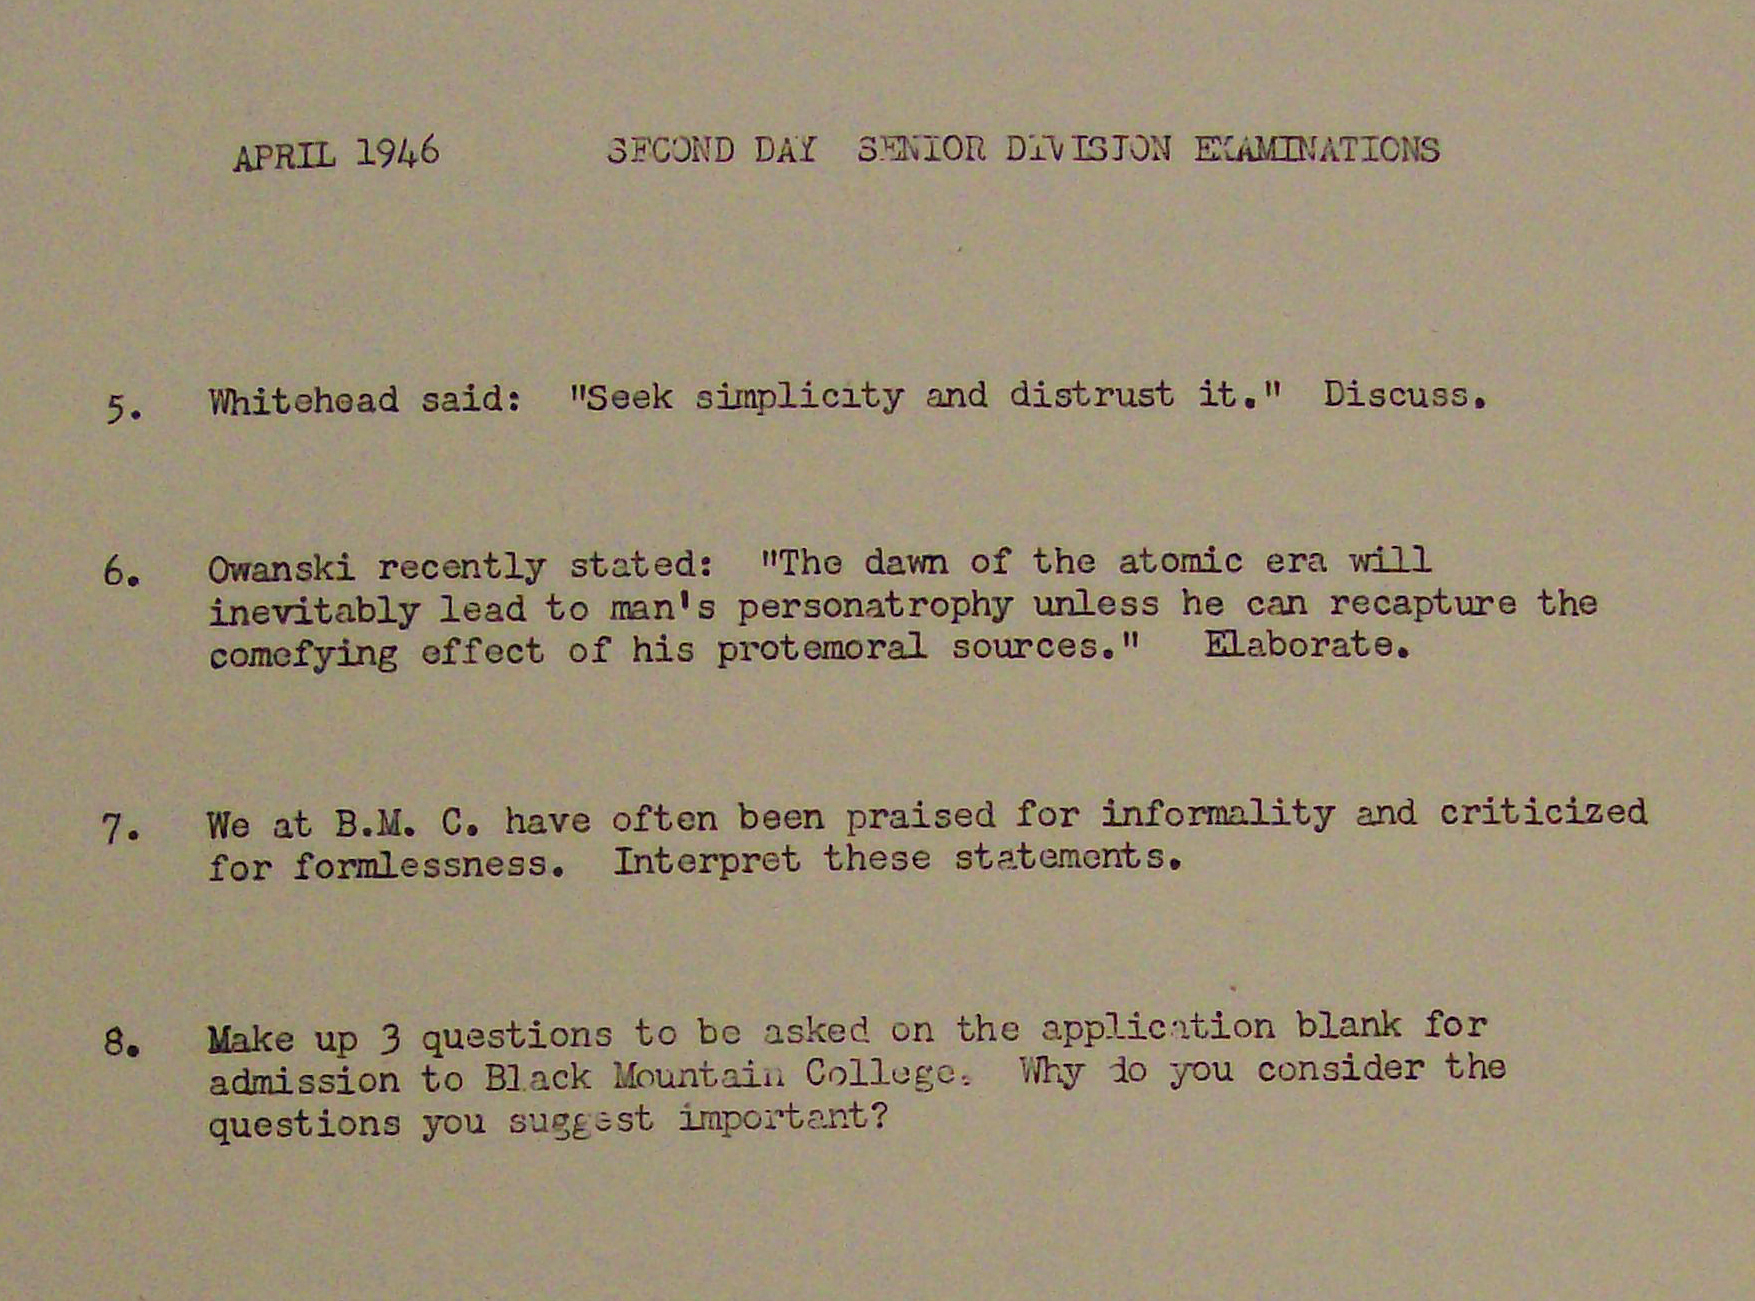 APRIL 1946 SECOND DAY SENIOR DIVISION EXAMINATIONS
5. Whitehead said: "Seek simplicity and distrust it." Discuss.
6. Owanski recently stated: "The dawn of the atomic era will
inevitably lead to man's personatrophy unless he can recapture the
comefying effect of his protemoral sources." Elaborate.
7. We at B.M. C. have often been praised for informality and criticized
for formlessness. Interpret these statements.
8. Make up 3 questions to be asked on the application blank for
admission to Black Mountain College. Why do you consider the
questions you suggest important?